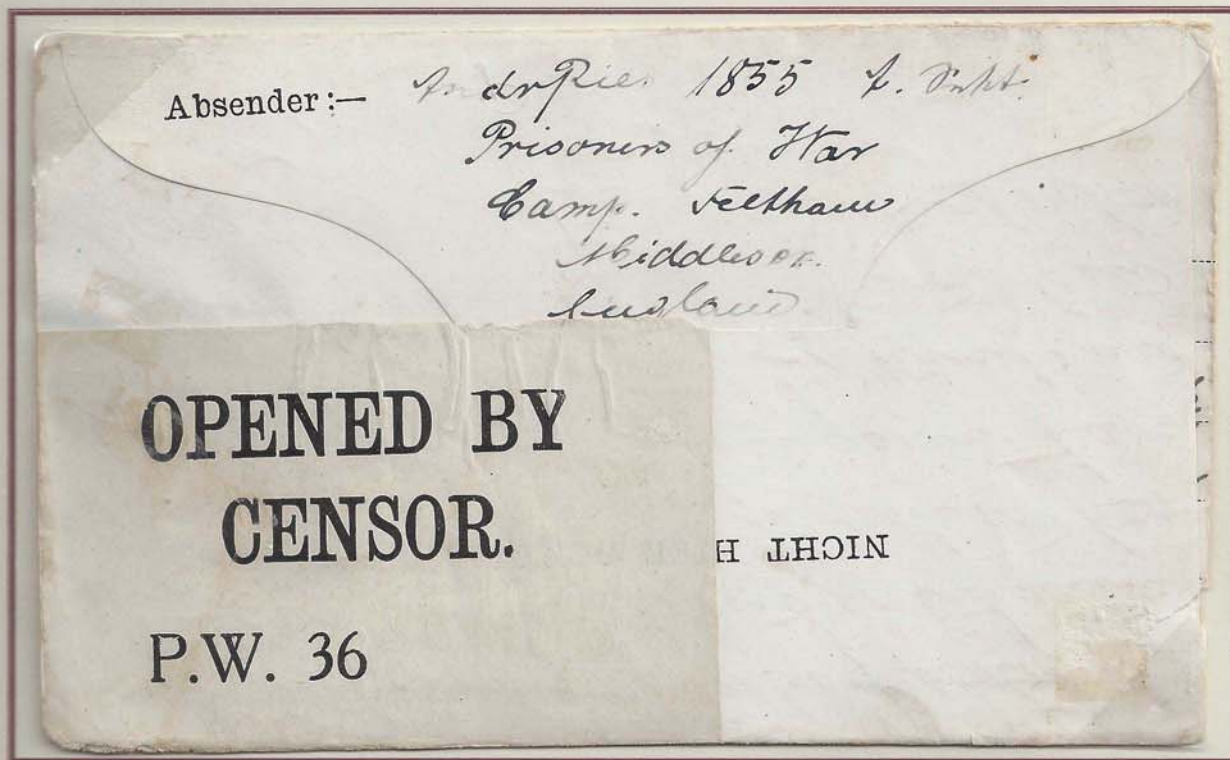 Absender:— 1855
Prisoners of War
Camp. Feltham
Middlesex.
England
OPENED BY
CENSOR.
NICHT H
P.W. 36